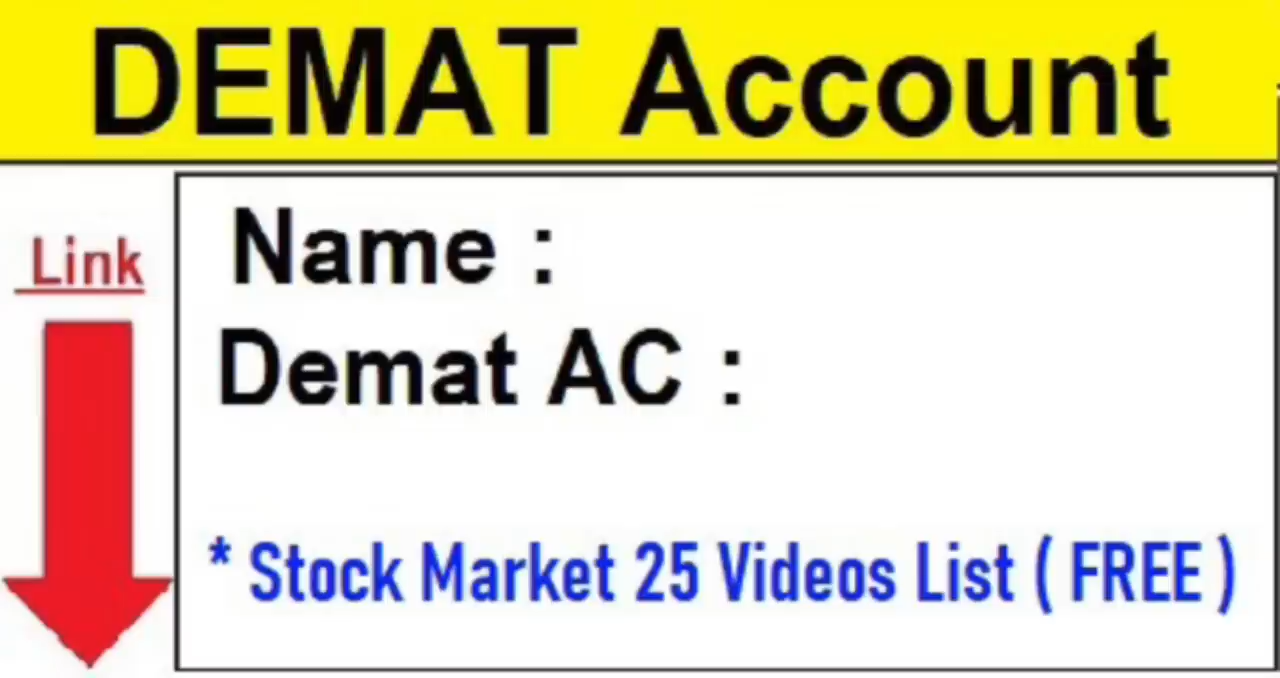 DEMAT Account
Link
Name :
Demat AC :
* Stock Market 25 Videos List ( FREE )